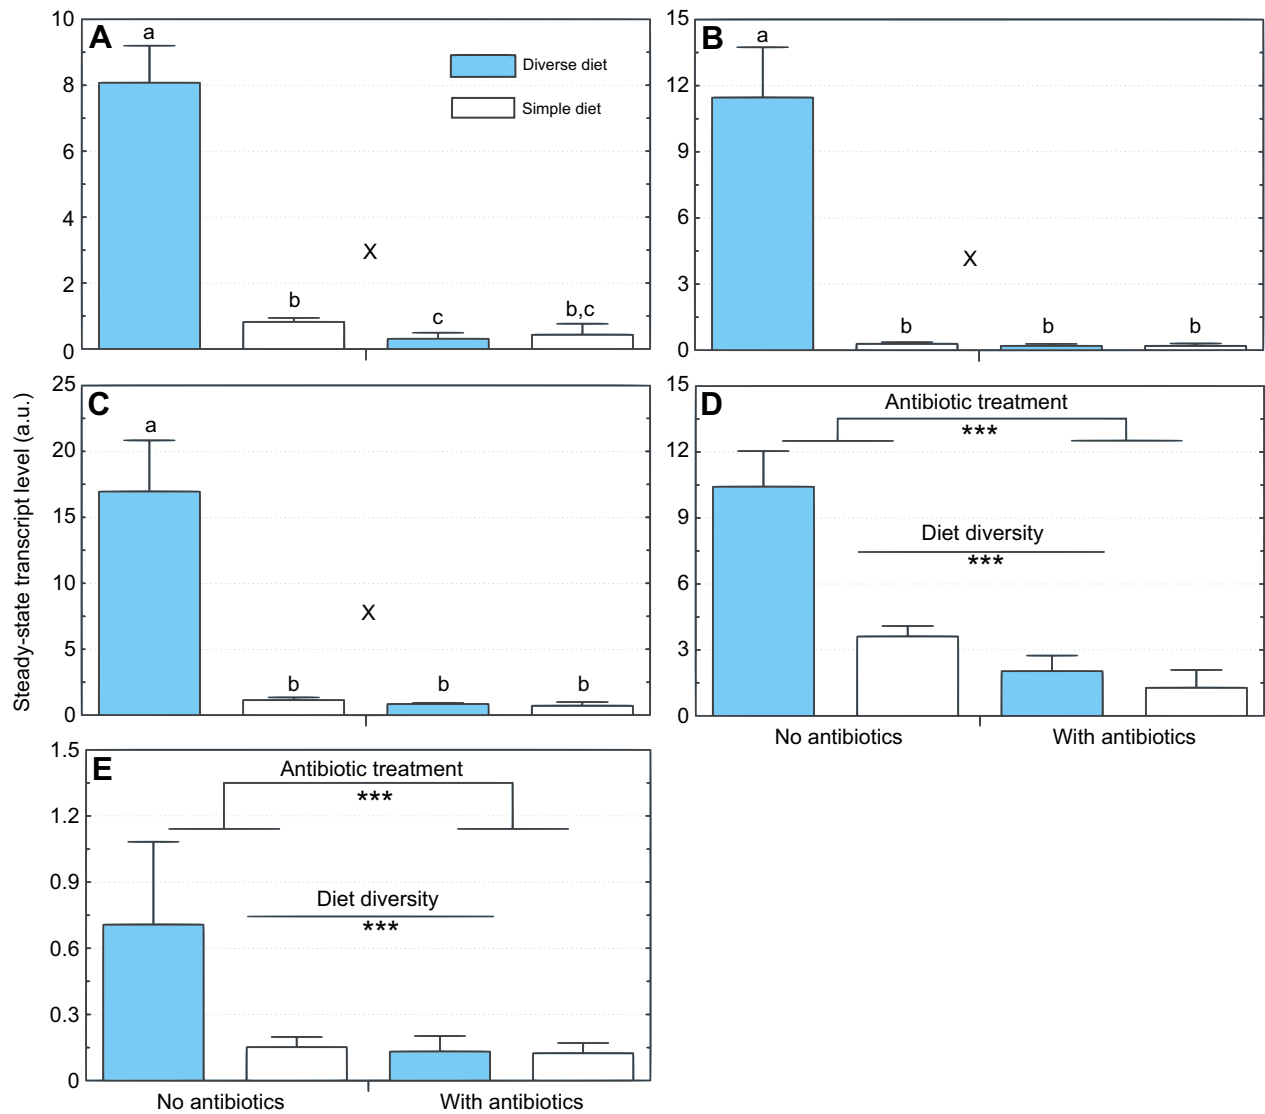 Steady-state transcript level (a.u.)
A
10
8
6
4
2
0
a
b
c
b,c
X
Diverse diet
Simple diet
B
15
12
9
6
3
0
a
b
b
b
X
C
25
20
15
10
5
0
a
b
b
b
X
D
15
12
9
6
3
0
Antibiotic treatment
***
Diet diversity
***
No antibiotics
With antibiotics
E
1.5
1.2
0.9
0.6
0.3
0
Antibiotic treatment
***
Diet diversity
***
No antibiotics
With antibiotics